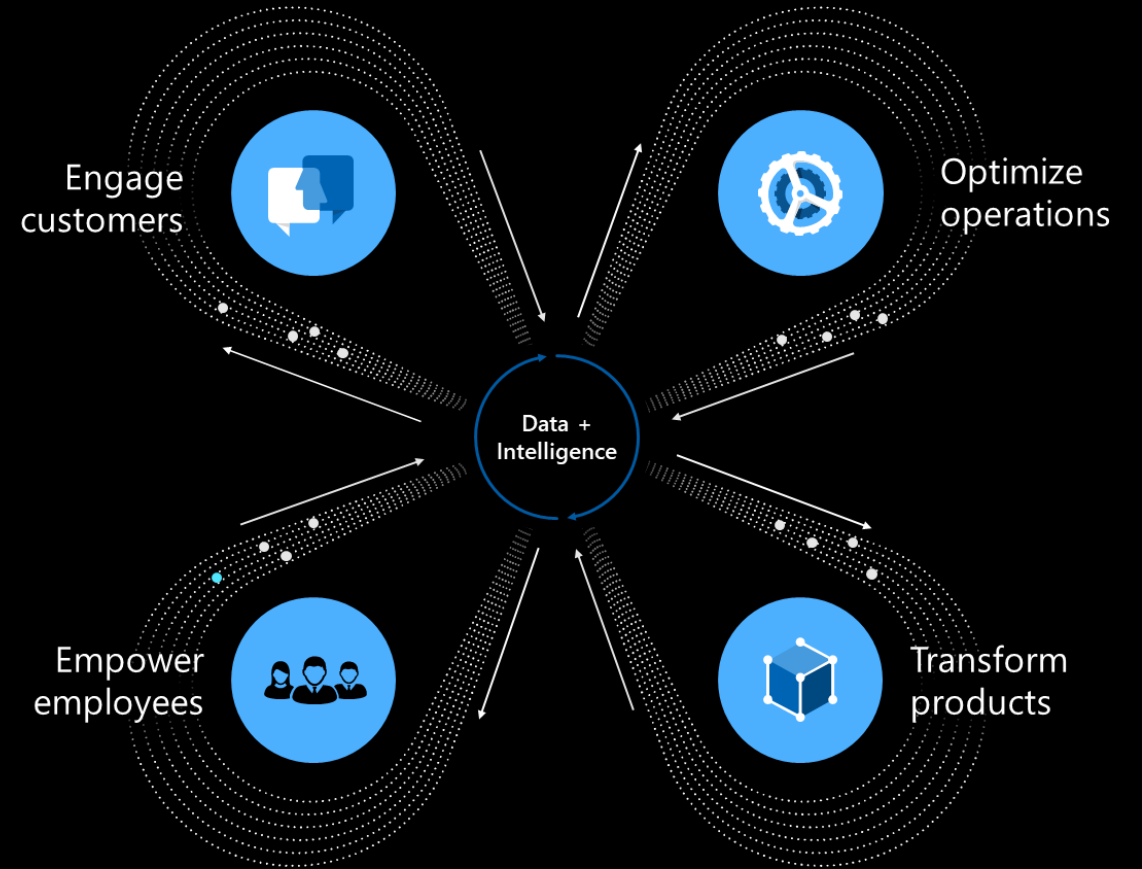 Engage
customers
Optimize
operations
Data +
Intelligence
Empower
employees
Transform
products